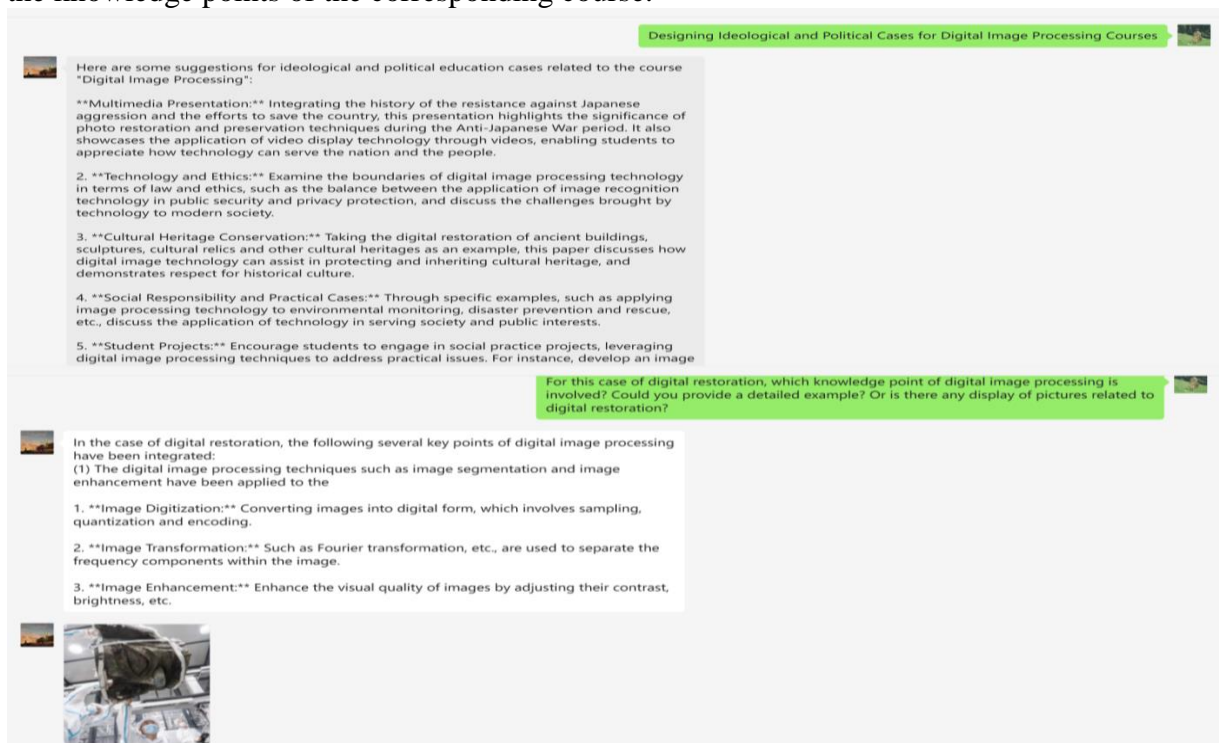 the knowledge points of the corresponding course.
Designing Ideological and Political Cases for Digital Image Processing Courses
Here are some suggestions for ideological and political education cases related to the course
"Digital Image Processing":
**Multimedia Presentation:** Integrating the history of the resistance against Japanese
aggression and the efforts to save the country, this presentation highlights the significance of
photo restoration and preservation techniques during the Anti-Japanese War period. It also
showcases the application of video display technology through videos, enabling students to
appreciate how technology can serve the nation and the people.
2. **Technology and Ethics:** Examine the boundaries of digital image processing technology
in terms of law and ethics, such as the balance between the application of image recognition
technology in public security and privacy protection, and discuss the challenges brought by
technology to modern society.
3. **Cultural Heritage Conservation:** Taking the digital restoration of ancient buildings,
sculptures, cultural relics and other cultural heritages as an example, this paper discusses how
digital image technology can assist in protecting and inheriting cultural heritage, and
demonstrates respect for historical culture.
4. **Social Responsibility and Practical Cases:** Through specific examples, such as applying
image processing technology to environmental monitoring, disaster prevention and rescue,
etc., discuss the application of technology in serving society and public interests.
5. **Student Projects:** Encourage students to engage in social practice projects, leveraging
digital image processing techniques to address practical issues. For instance, develop an image
For this case of digital restoration, which knowledge point of digital image processing is
involved? Could you provide a detailed example? Or is there any display of pictures related to
digital restoration?
In the case of digital restoration, the following several key points of digital image processing
have been integrated:
(1) The digital image processing techniques such as image segmentation and image
enhancement have been applied to the
1. **Image Digitization:** Converting images into digital form, which involves sampling,
quantization and encoding.
2. **Image Transformation:** Such as Fourier transformation, etc., are used to separate the
frequency components within the image.
3. **Image Enhancement:** Enhance the visual quality of images by adjusting their contrast,
brightness, etc.